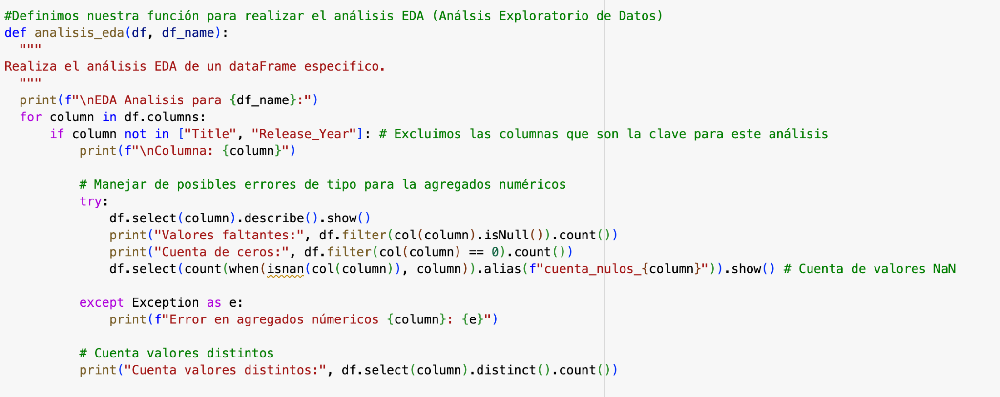 #Definimos nuestra función para realizar el análisis EDA (Análsis Exploratorio de Datos)
def analisis_eda(df, df_name):
  """
Realiza el análisis EDA de un dataFrame especifico.
  """
  print(f"\nEDA Analisis para {df_name}:")
  for column in df.columns:
      if column not in ["Title", "Release_Year"]: # Excluimos las columnas que son la clave para este análisis
          print(f"\nColumna: {column}")

          # Manejar de posibles errores de tipo para la agregados numéricos
          try:
              df.select(column).describe().show()
              print("Valores faltantes:", df.filter(col(column).isNull()).count())
              print("Cuenta de ceros:", df.filter(col(column) == 0).count())
              df.select(count(when(isnan(col(column)), column)).alias(f"cuenta_nulos_{column}")).show() # Cuenta de valores NaN

          except Exception as e:
              print(f"Error en agregados númericos {column}: {e}")

          # Cuenta valores distintos
          print("Cuenta valores distintos:", df.select(column).distinct().count())